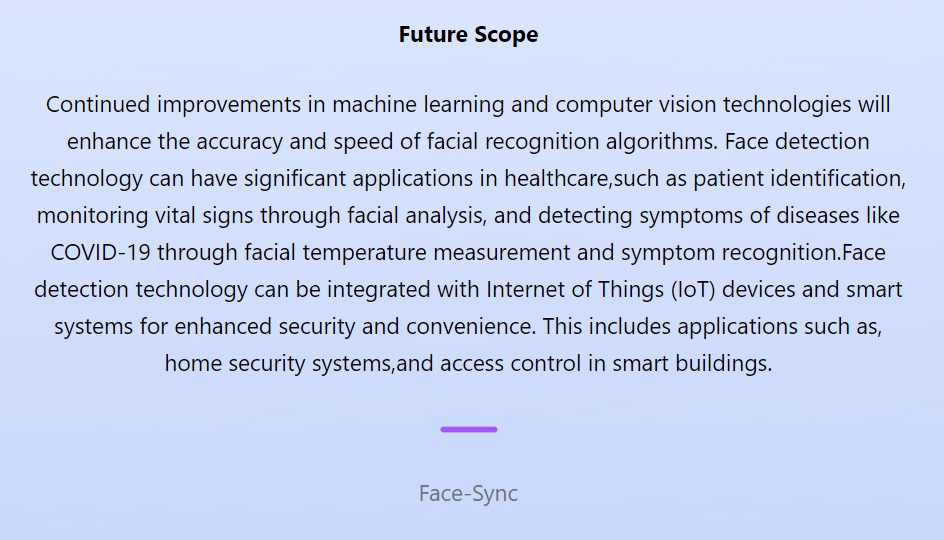 Future Scope
Continued improvements in machine learning and computer vision technologies will
enhance the accuracy and speed of facial recognition algorithms. Face detection
technology can have significant applications in healthcare,such as patient identification,
monitoring vital signs through facial analysis, and detecting symptoms of diseases like
COVID-19 through facial temperature measurement and symptom recognition.Face
detection technology can be integrated with Internet of Things (IoT) devices and smart
systems for enhanced security and convenience. This includes applications such as,
home security systems,and access control in smart buildings.
Face-Sync